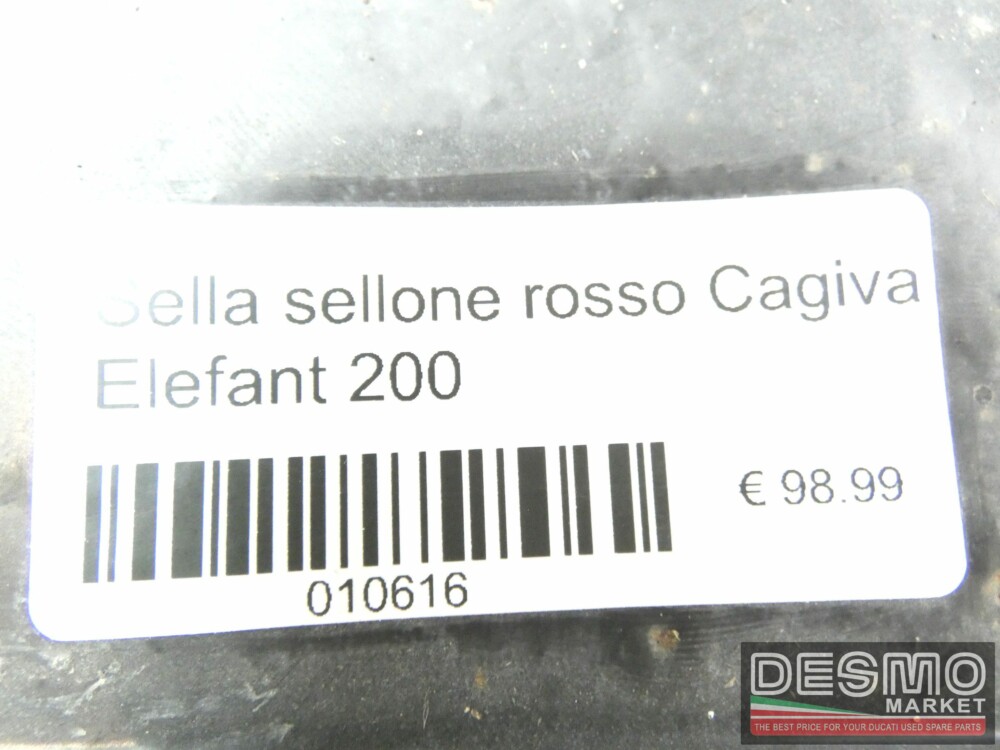 Sella sellone rosso Cagiva
Elefant 200
€ 98.99
010616
DESMO
MARKET
THE BEST PRICE FOR YOUR DUCATI USED SPARE PARTS